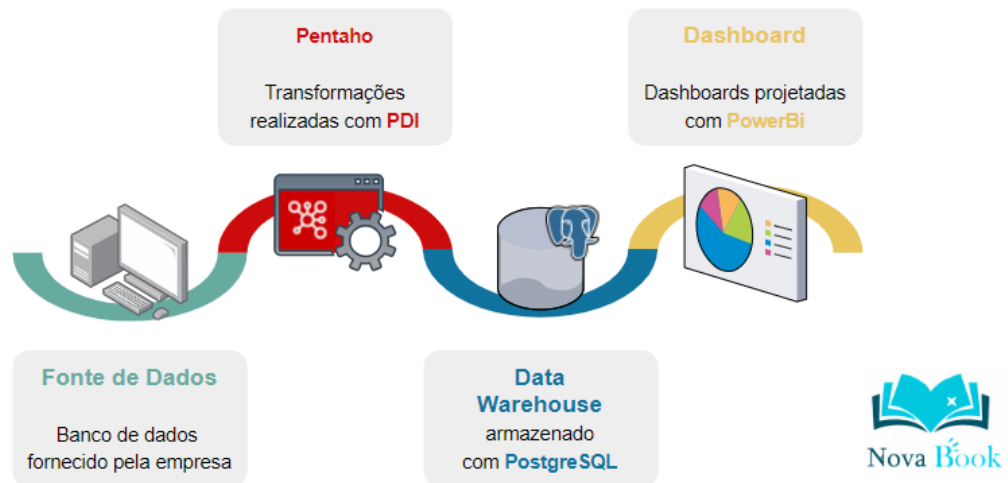 Pentaho
Transformações
realizadas com PDI
Dashboard
Dashboards projetadas
com PowerBi
Fonte de Dados
Banco de dados
fornecido pela empresa
Data
Warehouse
armazenado
com PostgreSQL
Nova Book